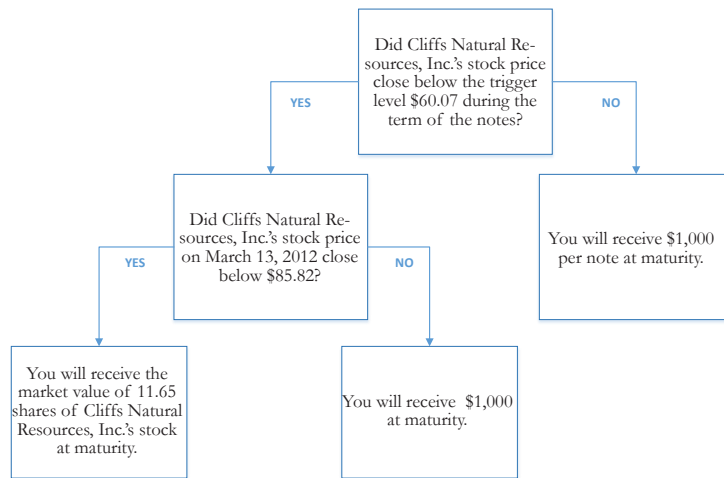 Did Cliffs Natural Re-
sources, Inc.'s stock price
close below the trigger
level $60.07 during the
term of the notes?
YES
NO
Did Cliffs Natural Re-
sources, Inc.'s stock price
on March 13, 2012 close
below $85.82?
You will receive $1,000
per note at maturity.
YES
NO
You will receive the
market value of 11.65
shares of Cliffs Natural
Resources, Inc.'s stock
at maturity.
You will receive $1,000
at maturity.